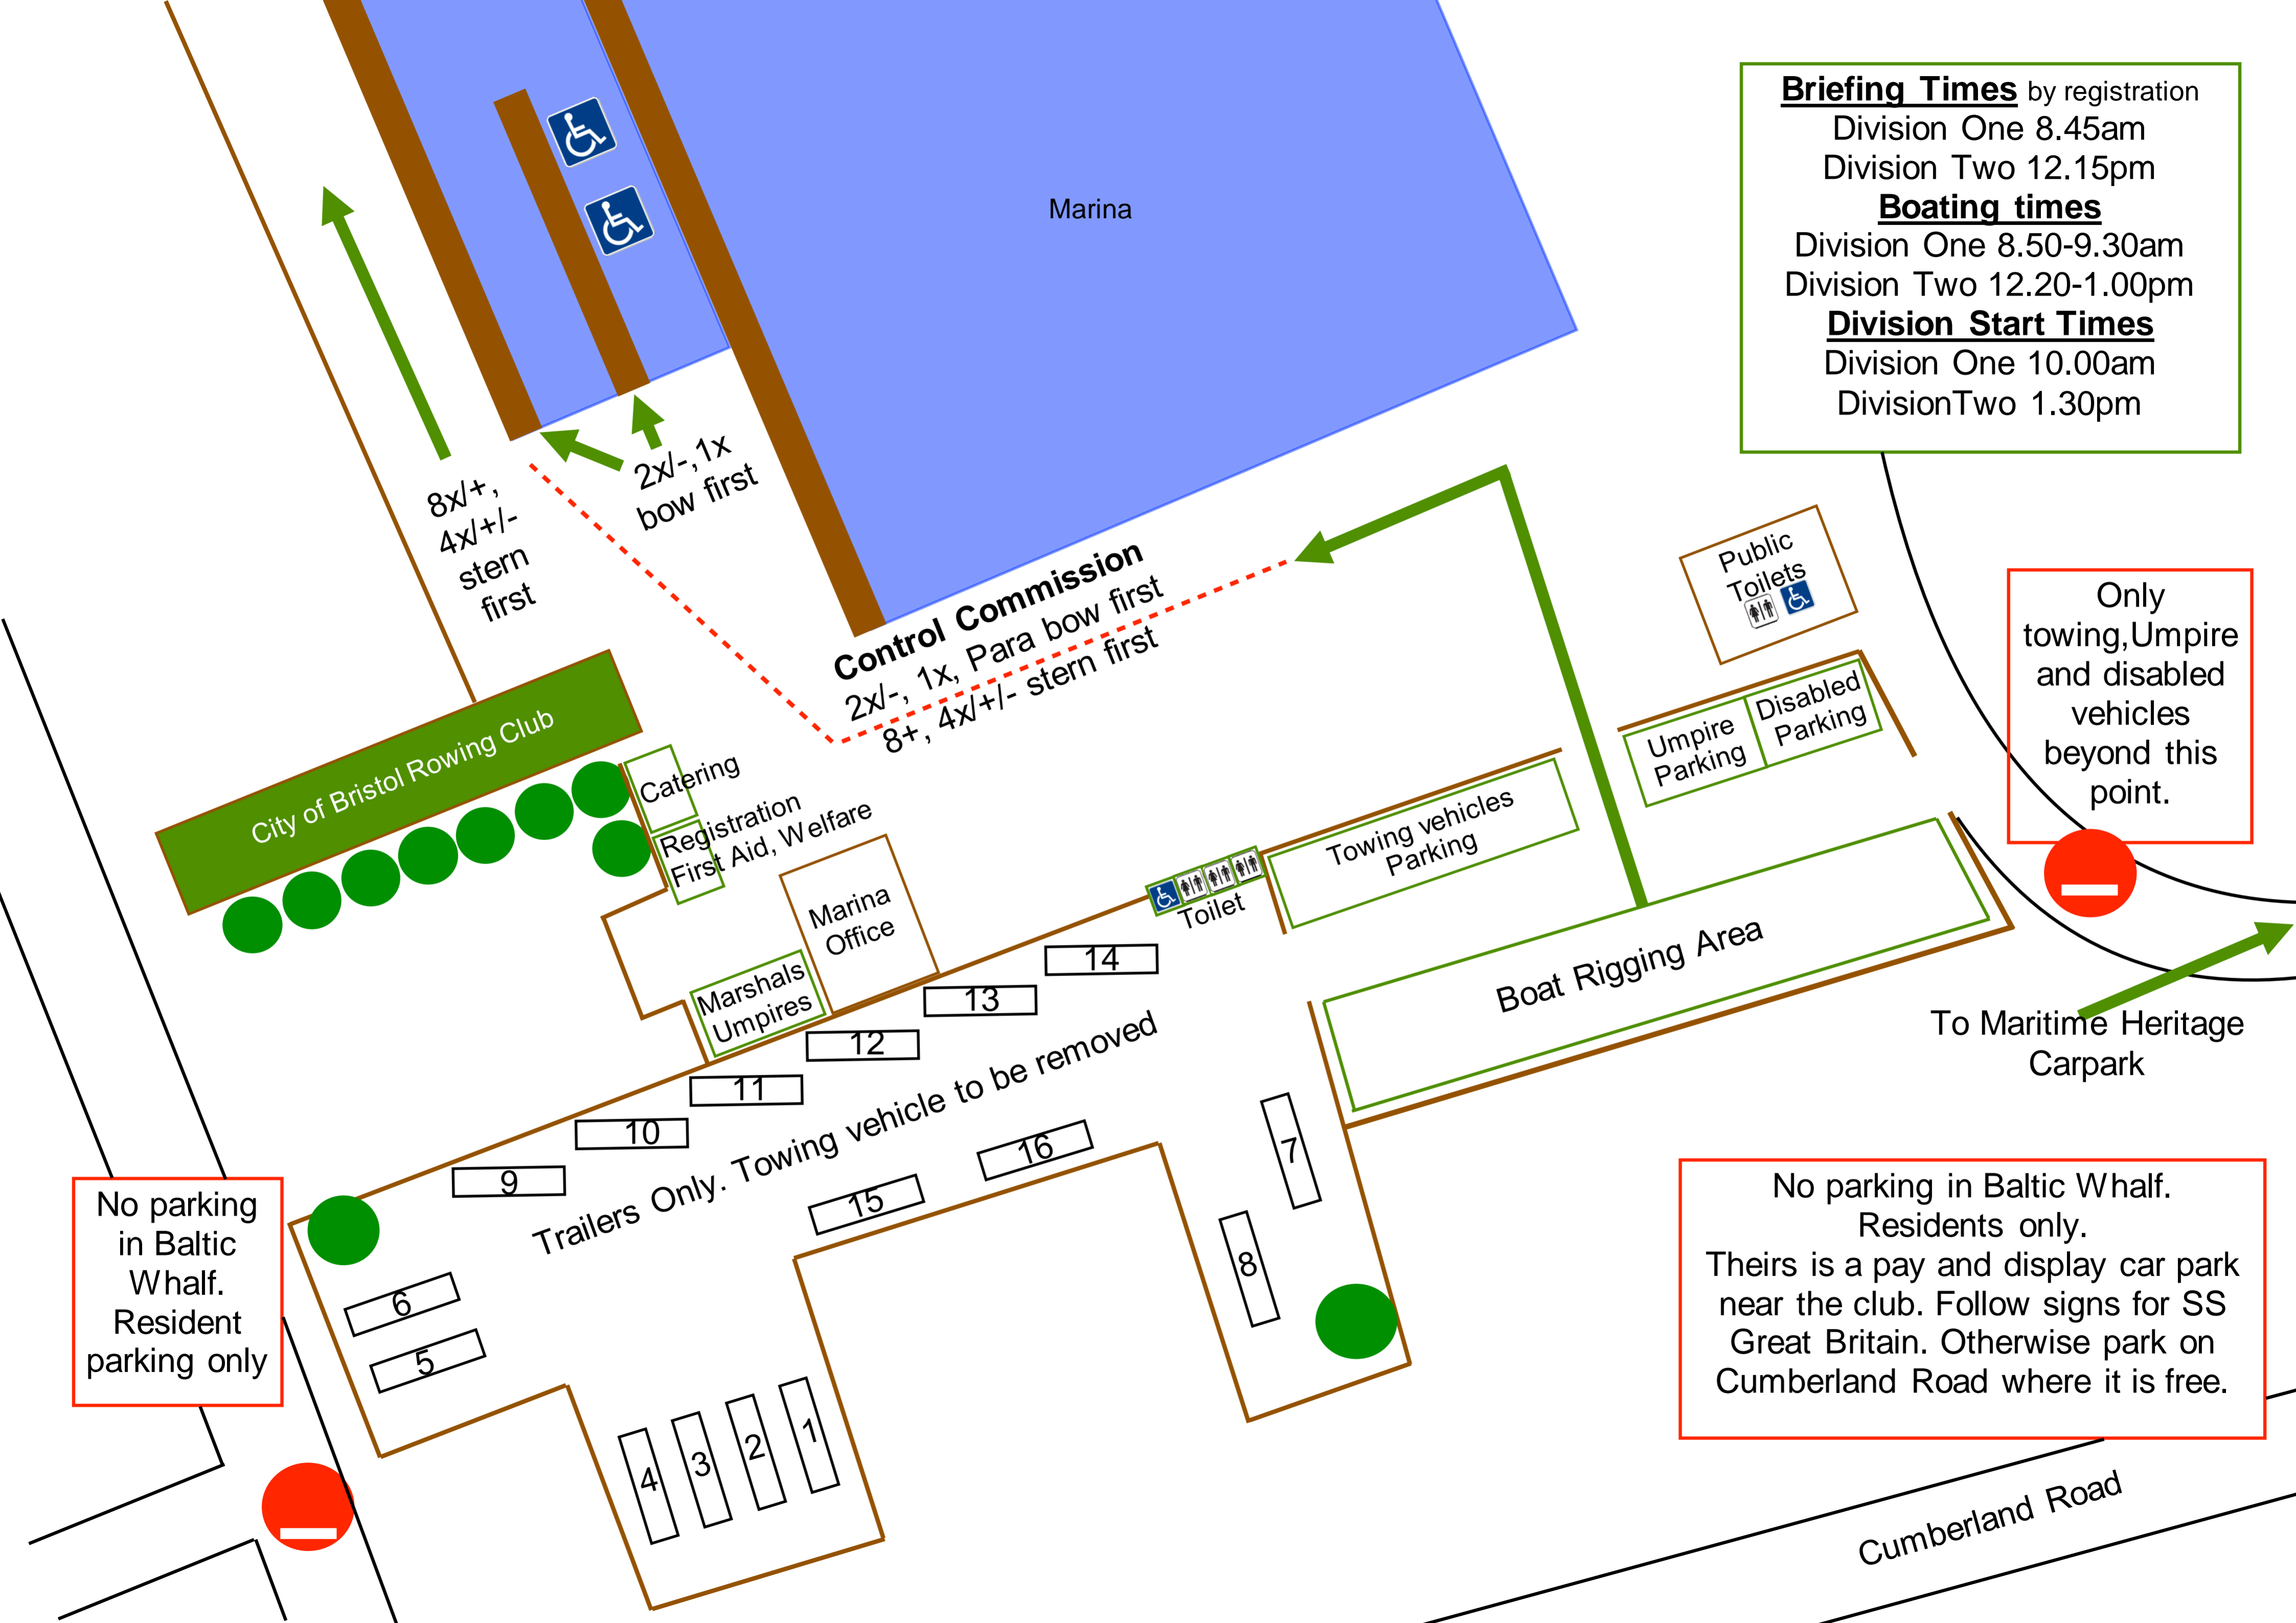 Briefing Times by registration
Division One 8.45am
Division Two 12.15pm
Boating times
Division One 8.50-9.30am
Division Two 12.20-1.00pm
Division Start Times
Division One 10.00am
DivisionTwo 1.30pm
Marina
2x/-,1x
bow first
8x/+,
4x/+/-
stern
first
Control Commission
2x/-, 1x, Para bow first
8+, 4x/+/- stern first
Public
Toilets
Only
towing,Umpire
and disabled
vehicles
beyond this
point.
Umpire
Parking
Disabled
Parking
City of Bristol Rowing Club
Catering
Registration
First Aid, Welfare
Towing vehicles
Parking
Marina
Office
Toilet
Marshals
Umpires
Boat Rigging Area
To Maritime Heritage
Carpark
14
13
12
11
10
9
Trailers Only. Towing vehicle to be removed
16
15
7
8
6
5
4
3
2
1
No parking
in Baltic
Whalf.
Resident
parking only
No parking in Baltic Whalf.
Residents only.
Theirs is a pay and display car park
near the club. Follow signs for SS
Great Britain. Otherwise park on
Cumberland Road where it is free.
Cumberland Road